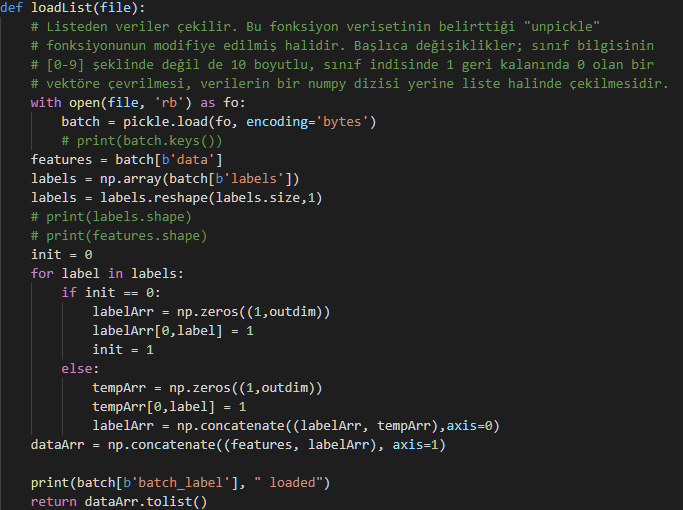 def loadList(file):
    # Listeden veriler çekilir. Bu fonksiyon verisetinin belirttiği "unpickle"
    # fonksiyonunun modifiye edilmiş halidir. Başlıca değişiklikler; sınıf bilgisinin
    # [0-9] şeklinde değil de 10 boyutlu, sınıf indisinde 1 geri kalanında 0 olan bir
    # vektöre çevrilmesi, verilerin bir numpy dizisi yerine liste halinde çekilmesidir.
    with open(file, 'rb') as fo:
        batch = pickle.load(fo, encoding='bytes')
        # print(batch.keys())
    features = batch[b'data']
    labels = np.array(batch[b'labels'])
    labels = labels.reshape(labels.size,1)
    # print(labels.shape)
    # print(features.shape)
    init = 0
    for label in labels:
        if init == 0:
            labelArr = np.zeros((1,outdim))
            labelArr[0,label] = 1
            init = 1
        else:
            tempArr = np.zeros((1,outdim))
            tempArr[0,label] = 1
            labelArr = np.concatenate((labelArr, tempArr),axis=0)
    dataArr = np.concatenate((features, labelArr), axis=1)

    print(batch[b'batch_label'], " loaded")
    return dataArr.tolist()